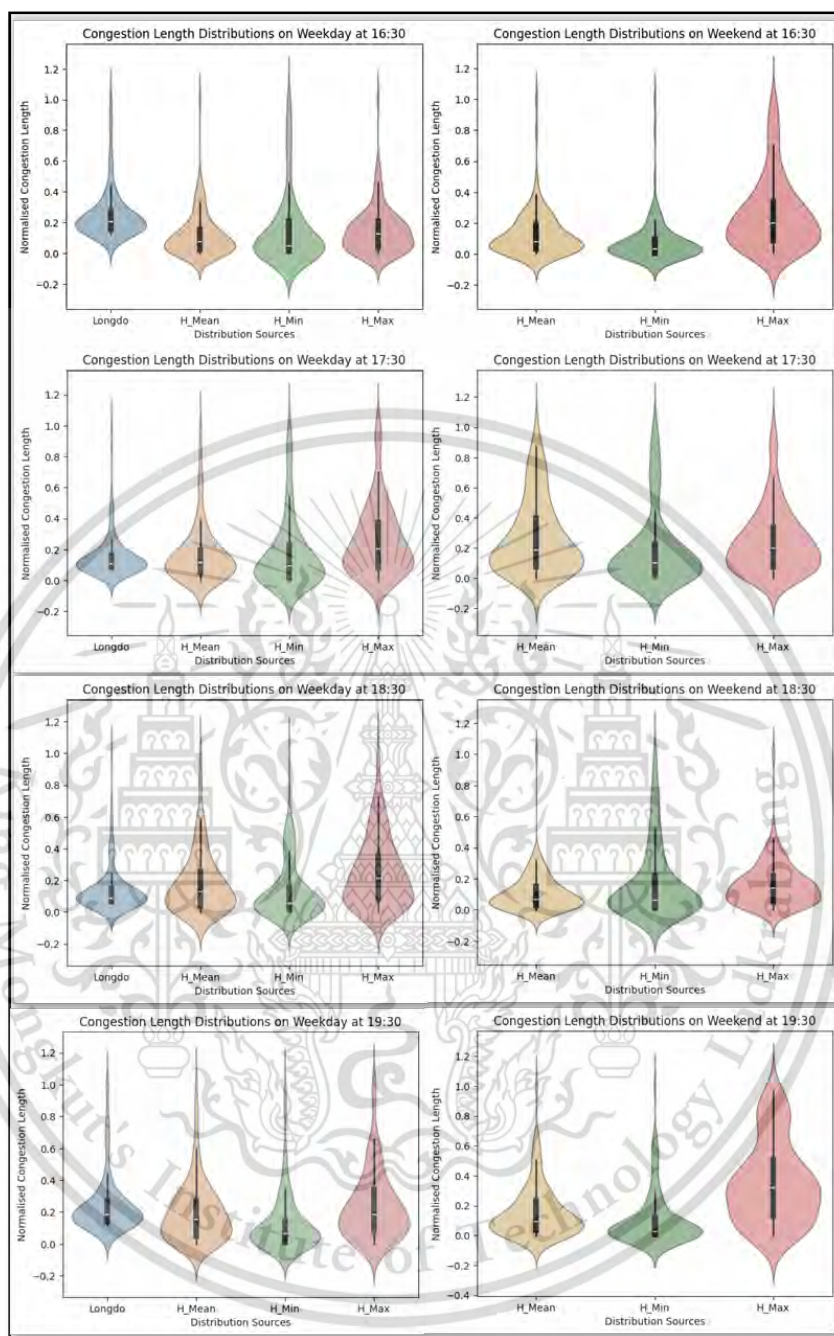 Congestion Length Distributions on Weekday at 16:30
Normalised Congestion Length
1.2
1.0
0.8
0.6
0.4
0.2
0.0
−0.2
Longdo H_Mean H_Min H_Max
Distribution Sources
Congestion Length Distributions on Weekend at 16:30
Normalised Congestion Length
1.2
1.0
0.8
0.6
0.4
0.2
0.0
−0.2
H_Mean H_Min H_Max
Distribution Sources
Congestion Length Distributions on Weekday at 17:30
Normalised Congestion Length
1.2
1.0
0.8
0.6
0.4
0.2
0.0
−0.2
Longdo H_Mean H_Min H_Max
Distribution Sources
Congestion Length Distributions on Weekend at 17:30
Normalised Congestion Length
1.2
1.0
0.8
0.6
0.4
0.2
0.0
−0.2
H_Mean H_Min H_Max
Distribution Sources
Congestion Length Distributions on Weekday at 18:30
Normalised Congestion Length
1.2
1.0
0.8
0.6
0.4
0.2
0.0
−0.2
Longdo H_Mean H_Min H_Max
Distribution Sources
Congestion Length Distributions on Weekend at 18:30
Normalised Congestion Length
1.2
1.0
0.8
0.6
0.4
0.2
0.0
−0.2
H_Mean H_Min H_Max
Distribution Sources
Congestion Length Distributions on Weekday at 19:30
Normalised Congestion Length
1.2
1.0
0.8
0.6
0.4
0.2
0.0
−0.2
Longdo H_Mean H_Min H_Max
Distribution Sources
Congestion Length Distributions on Weekend at 19:30
Normalised Congestion Length
1.2
1.0
0.8
0.6
0.4
0.2
0.0
−0.2
−0.4
H_Mean H_Min H_Max
Distribution Sources
Mongkut's Institute of Technology Ladkrabang